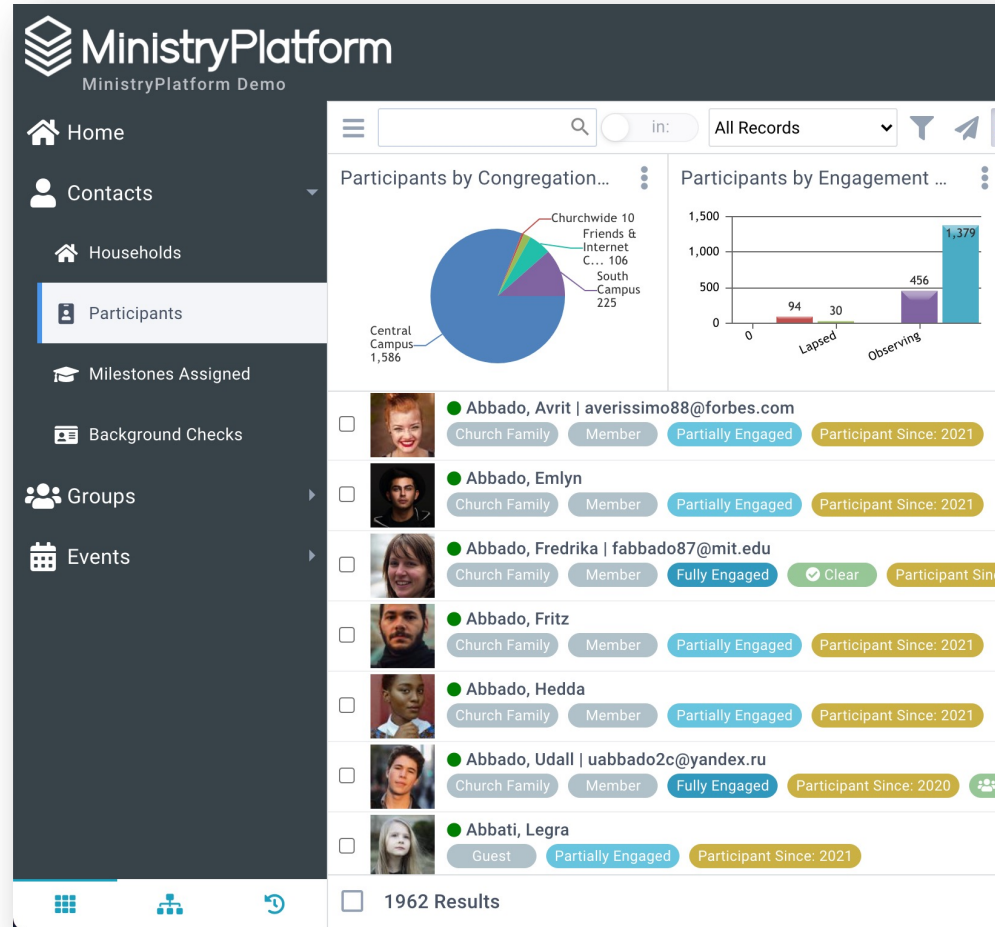 MinistryPlatform
MinistryPlatform Demo
Home
Contacts
Households
Participants
Milestones Assigned
Background Checks
Groups
Events
in:
All Records
Participants by Congregation...
Churchwide 10
Friends &
Internet
C... 106
South
Campus
225
Central
Campus
1,586
Participants by Engagement ...
1,500
1,000
500
0
94
30
456
1,379
0
Lapsed
Observing
Abbado, Avrit | averissimo88@forbes.com
Church Family Member Partially Engaged Participant Since: 2021
Abbado, Emlyn
Church Family Member Partially Engaged Participant Since: 2021
Abbado, Fredrika | fabbado87@mit.edu
Church Family Member Fully Engaged Clear Participant Sinc
Abbado, Fritz
Church Family Member Partially Engaged Participant Since: 2021
Abbado, Hedda
Church Family Member Partially Engaged Participant Since: 2021
Abbado, Udall | uabbado2c@yandex.ru
Church Family Member Fully Engaged Participant Since: 2020
Abbati, Legra
Guest Partially Engaged Participant Since: 2021
1962 Results